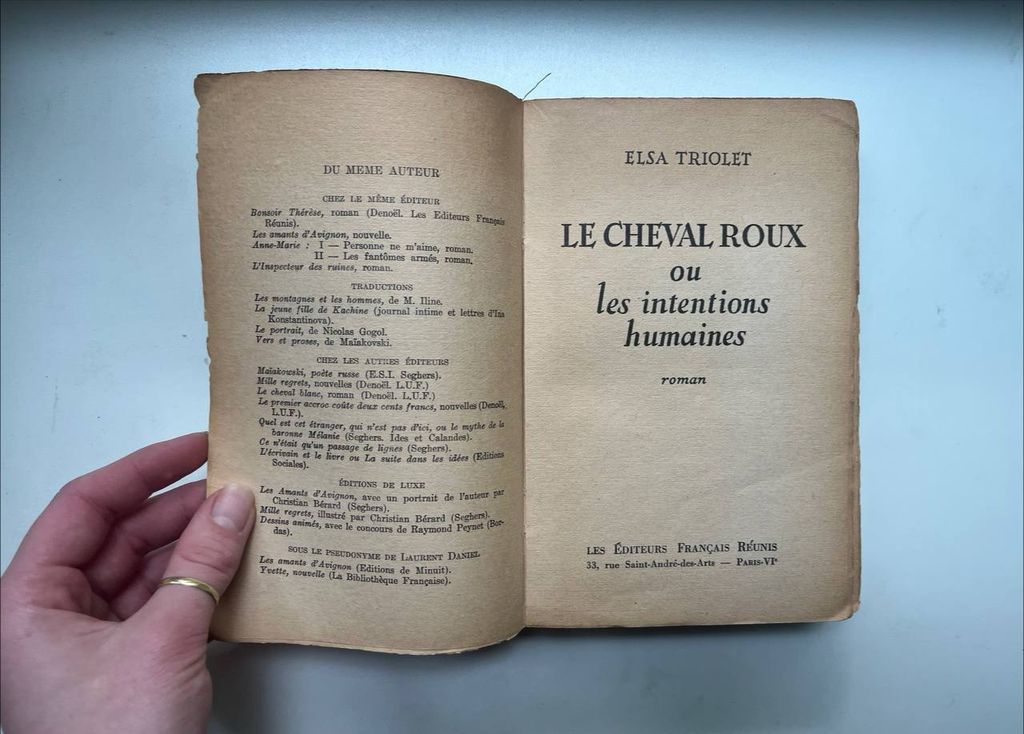 DU MEME AUTEUR
CHEZ LE MÊME ÉDITEUR
Bonsoir Thérèse, roman (Denoël. Les Editeurs Français
Réunis).
Les amants d'Avignon, nouvelle.
Anne-Marie : I — Personne ne m'aime, roman.
II — Les fantômes armés, roman.
L'Inspecteur des ruines, roman.
TRADUCTIONS
Les montagnes et les hommes, de M. Iline.
La jeune fille de Kachine (journal intime et lettres d'Ina
Konstantinova).
Le portrait, de Nicolas Gogol.
Vers et proses, de Maïakovski.
CHEZ LES AUTRES ÉDITEURS
Maïakowski, poète russe (E.S.I. Seghers).
Mille regrets, nouvelles (Denoël. L.U.F.)
Le cheval blanc, roman (Denoël. L.U.F.)
Le premier accroc coûte deux cents francs, nouvelles (Denoël,
L.U.F.).
Quel est cet étranger, qui n'est pas d'ici, ou le mythe de la
baronne Mélanie (Seghers. Ides et Calandes).
Ce n'était qu'un passage de lignes (Seghers).
L'écrivain et le livre ou La suite dans les idées (Editions
Sociales).
ÉDITIONS DE LUXE
Les Amants d'Avignon, avec un portrait de l'auteur par
Christian Bérard (Seghers).
Mille regrets, illustré par Christian Bérard (Seghers).
Dessins animés, avec le concours de Raymond Peynet (Bor-
das).
SOUS LE PSEUDONYME DE LAURENT DANIEL
Les amants d'Avignon (Editions de Minuit).
Yvette, nouvelle (La Bibliothèque Française).
ELSA TRIOLET
LE CHEVAL ROUX
ou
les intentions
humaines
roman
LES ÉDITEURS FRANÇAIS RÉUNIS
33, rue Saint-André-des-Arts — PARIS-VIᵉ